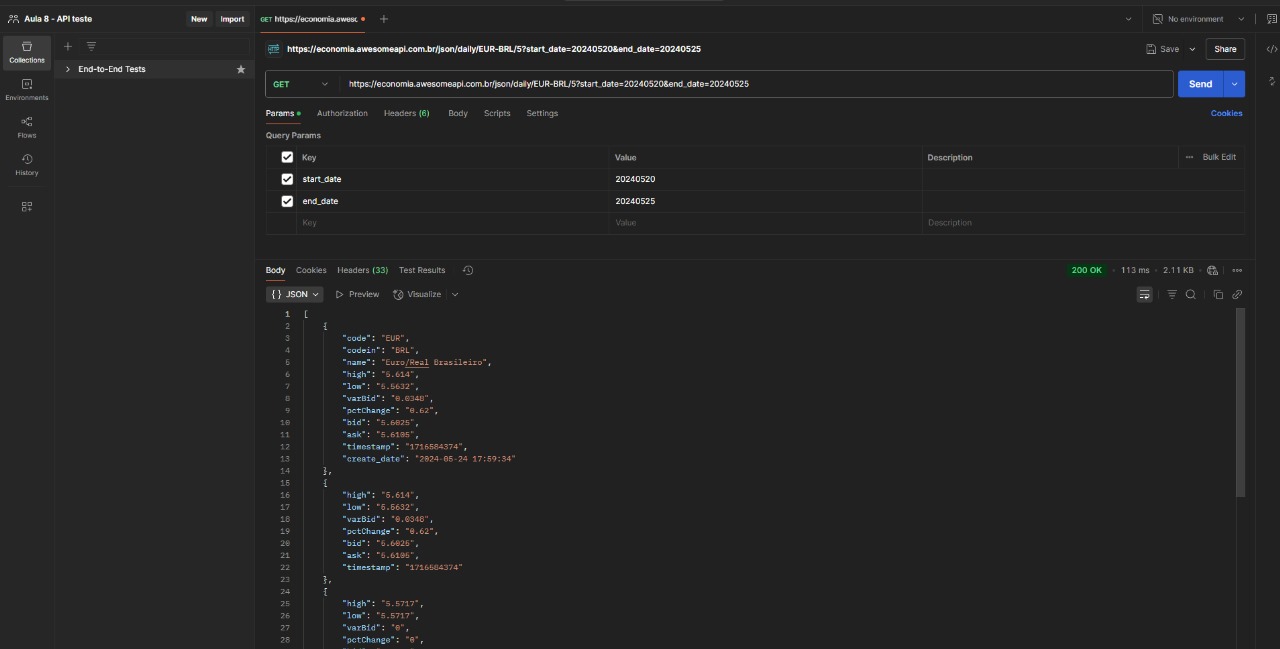 Aula 8 - API teste
New
Import
GET https://economia.awesc
No environment
Collections
End-to-End Tests
Environments
Flows
History
https://economia.awesomeapi.com.br/json/daily/EUR-BRL/5?start_date=20240520&end_date=20240525
Save
Share
GET
https://economia.awesomeapi.com.br/json/daily/EUR-BRL/5?start_date=20240520&end_date=20240525
Send
Params
Authorization
Headers (6)
Body
Scripts
Settings
Cookies
Query Params
Key
Value
Description
Bulk Edit
start_date
20240520
end_date
20240525
Key
Value
Description
Body
Cookies
Headers (33)
Test Results
200 OK
113 ms
2.11 KB
{ } JSON
Preview
Visualize
1 [
2 {
3 "code": "EUR",
4 "codein": "BRL",
5 "name": "Euro/Real Brasileiro",
6 "high": "5.614",
7 "low": "5.5632",
8 "varBid": "0.0348",
9 "pctChange": "0.62",
10 "bid": "5.6025",
11 "ask": "5.6105",
12 "timestamp": "1716584374",
13 "create_date": "2024-05-24 17:59:34"
14 },
15 {
16 "high": "5.614",
17 "low": "5.5632",
18 "varBid": "0.0348",
19 "pctChange": "0.62",
20 "bid": "5.6025",
21 "ask": "5.6105",
22 "timestamp": "1716584374"
23 },
24 {
25 "high": "5.5717",
26 "low": "5.5717",
27 "varBid": "0",
28 "pctChange": "0",